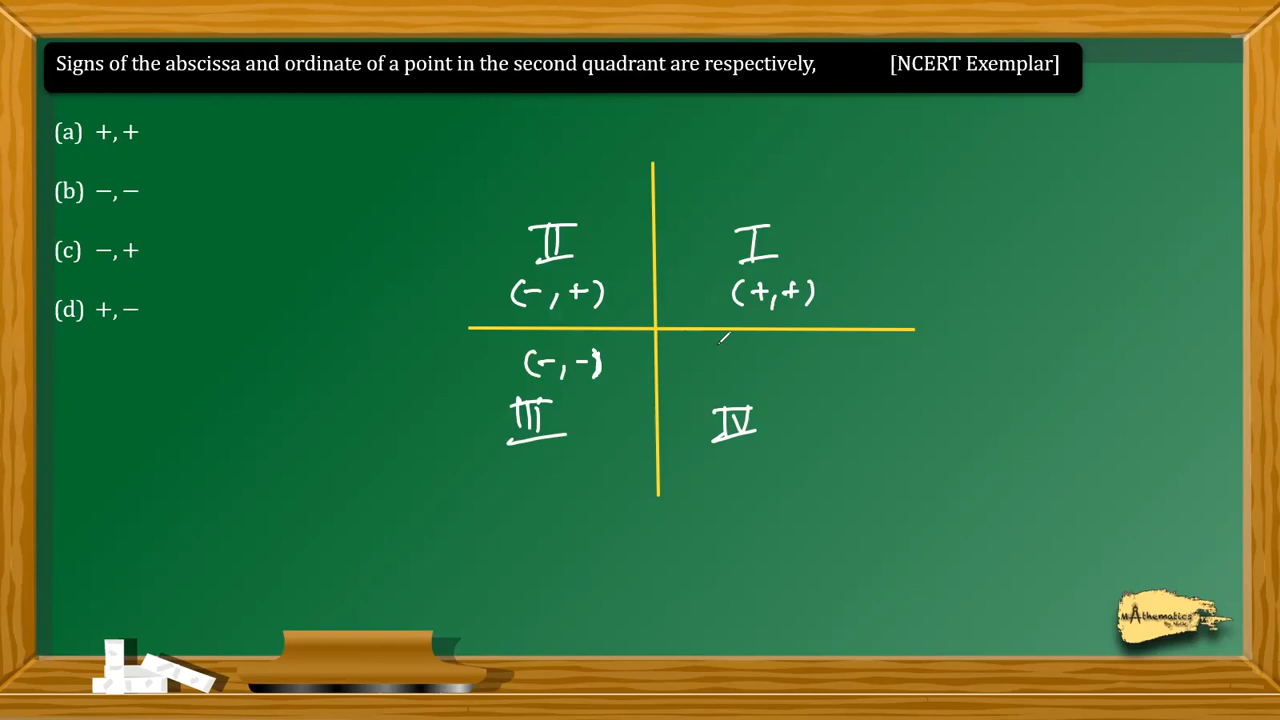 Signs of the abscissa and ordinate of a point in the second quadrant are respectively, [NCERT Exemplar]
(a) +, +
(b) −, −
(c) −, +
(d) +, −
II I
(-, +) (+, +)
(-, -)
III IV
mAthematics